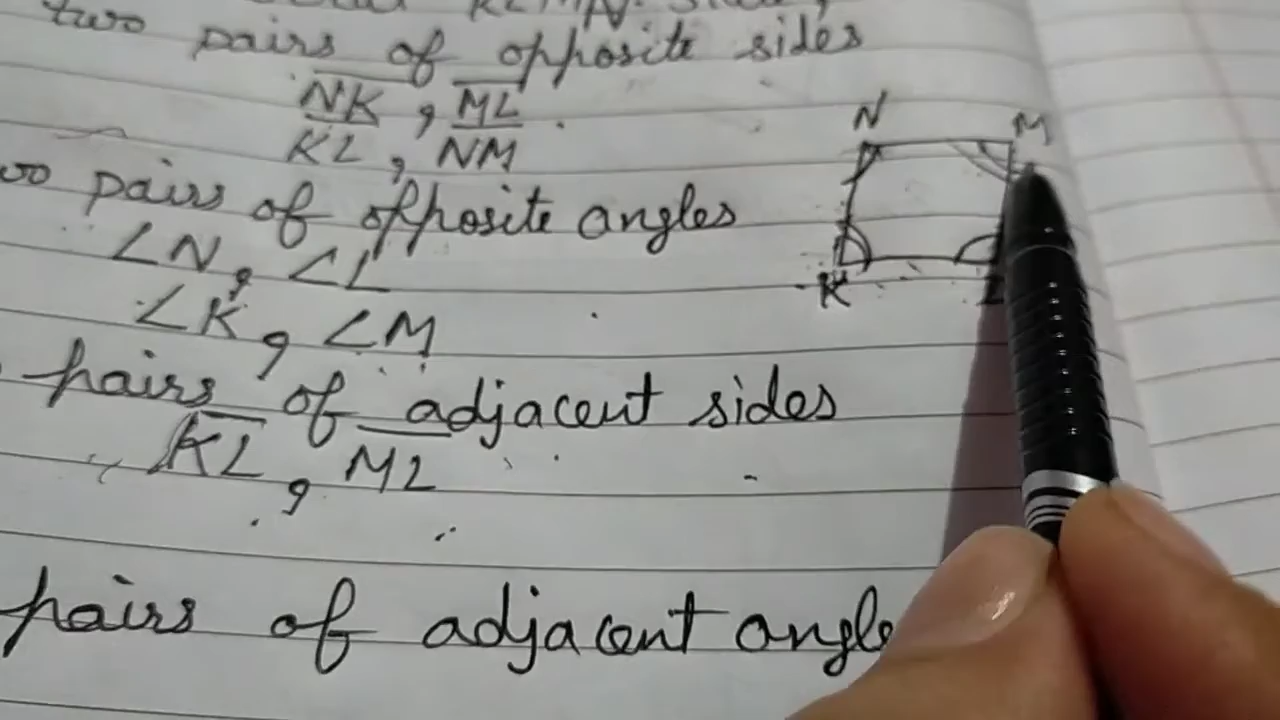 KLMN.
two pairs of opposite sides
NK, ML
KL, NM
pairs of opposite angles
∠N, ∠L
∠K, ∠M
pairs of adjacent sides
KL, ML
pairs of adjacent angle
N M
K L